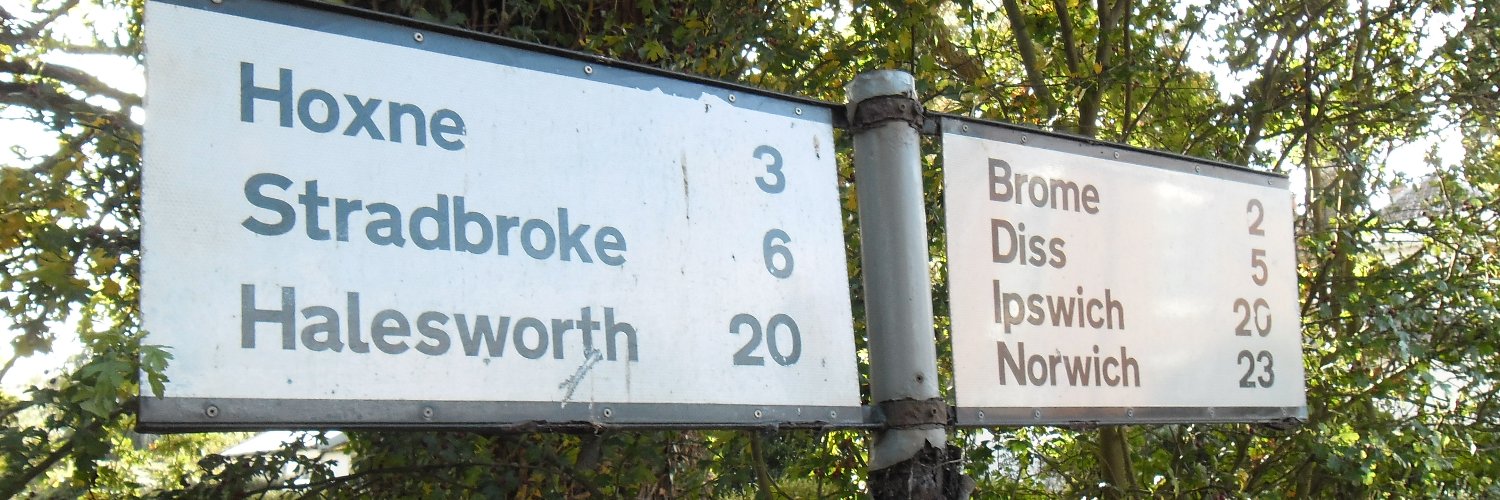 Hoxne 3
Stradbroke 6
Halesworth 20
Brome 2
Diss 5
Ipswich 20
Norwich 23